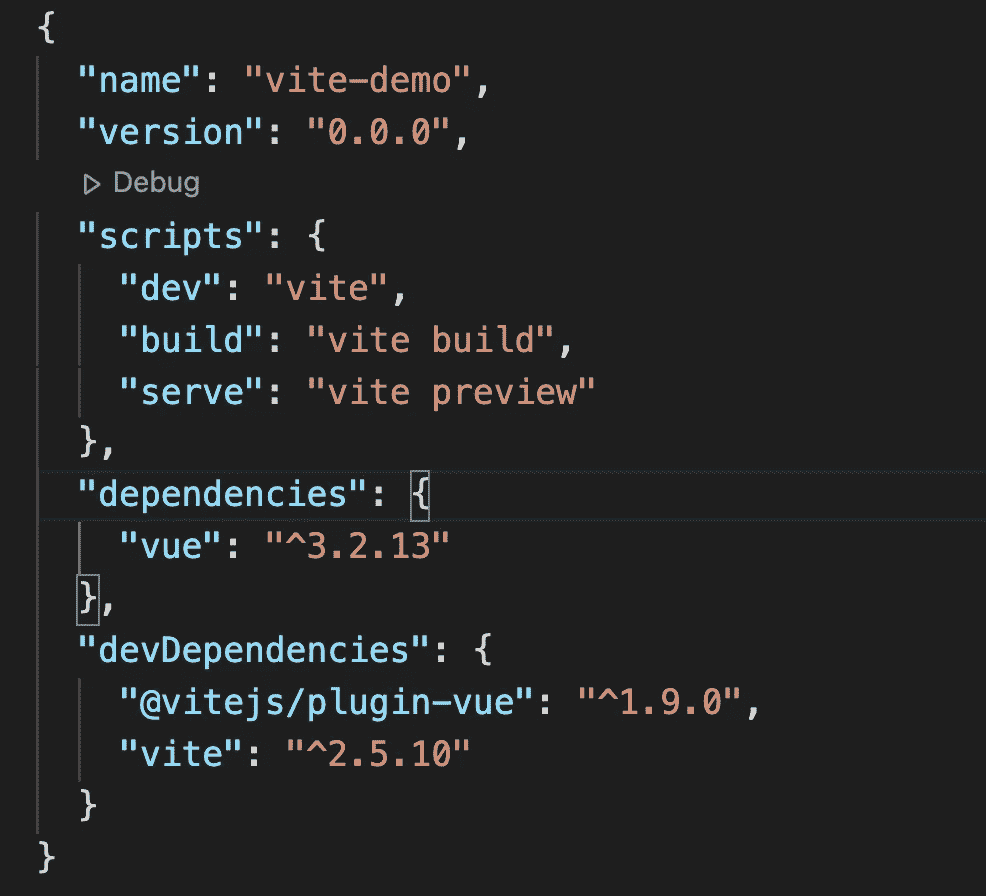 {
  "name": "vite-demo",
  "version": "0.0.0",
  Debug
  "scripts": {
    "dev": "vite",
    "build": "vite build",
    "serve": "vite preview"
  },
  "dependencies": {
    "vue": "^3.2.13"
  },
  "devDependencies": {
    "@vitejs/plugin-vue": "^1.9.0",
    "vite": "^2.5.10"
  }
}